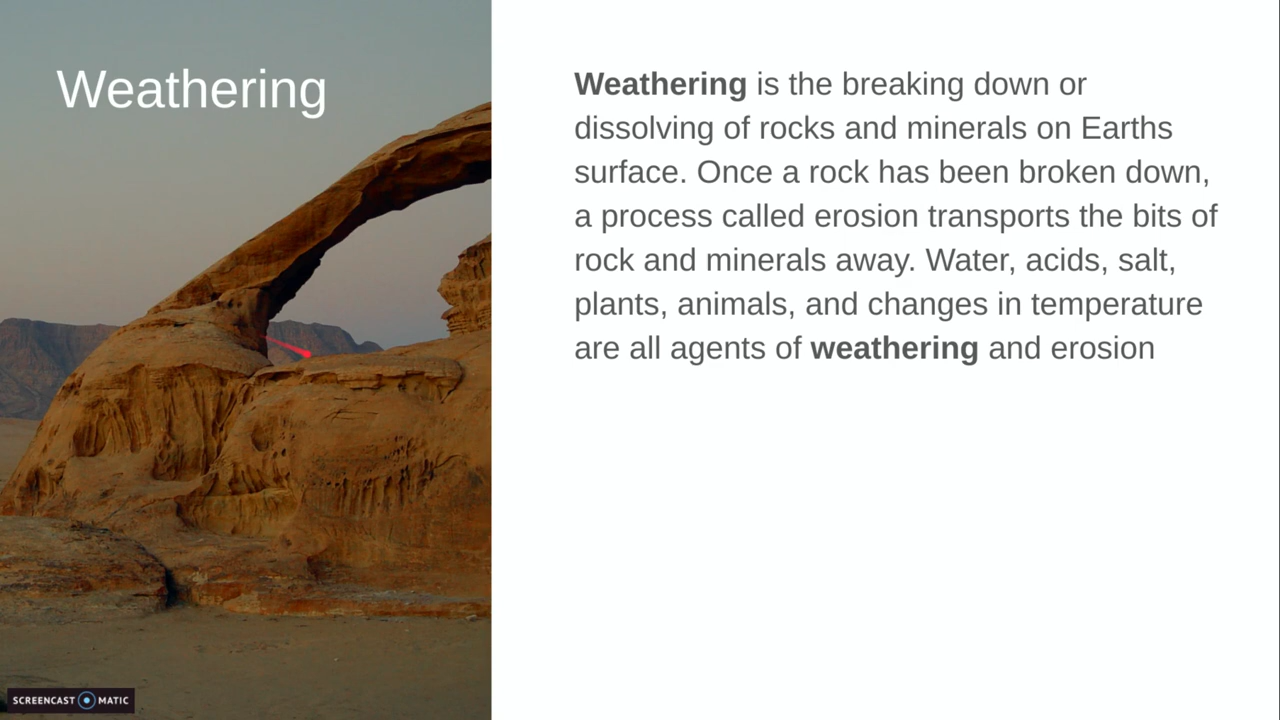 Weathering
Weathering is the breaking down or
dissolving of rocks and minerals on Earths
surface. Once a rock has been broken down,
a process called erosion transports the bits of
rock and minerals away. Water, acids, salt,
plants, animals, and changes in temperature
are all agents of weathering and erosion
SCREENCAST MATIC